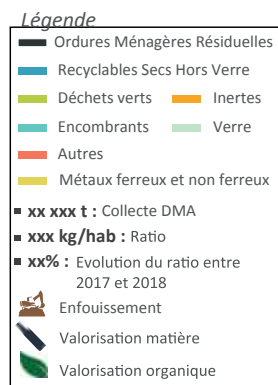 Légende
Ordures Ménagères Résiduelles
Recyclables Secs Hors Verre
Déchets verts Inertes
Encombrants Verre
Autres
Métaux ferreux et non ferreux
▪ xx xxx t : Collecte DMA
▪ xxx kg/hab : Ratio
▪ xx% : Evolution du ratio entre
2017 et 2018
Enfouissement
Valorisation matière
Valorisation organique